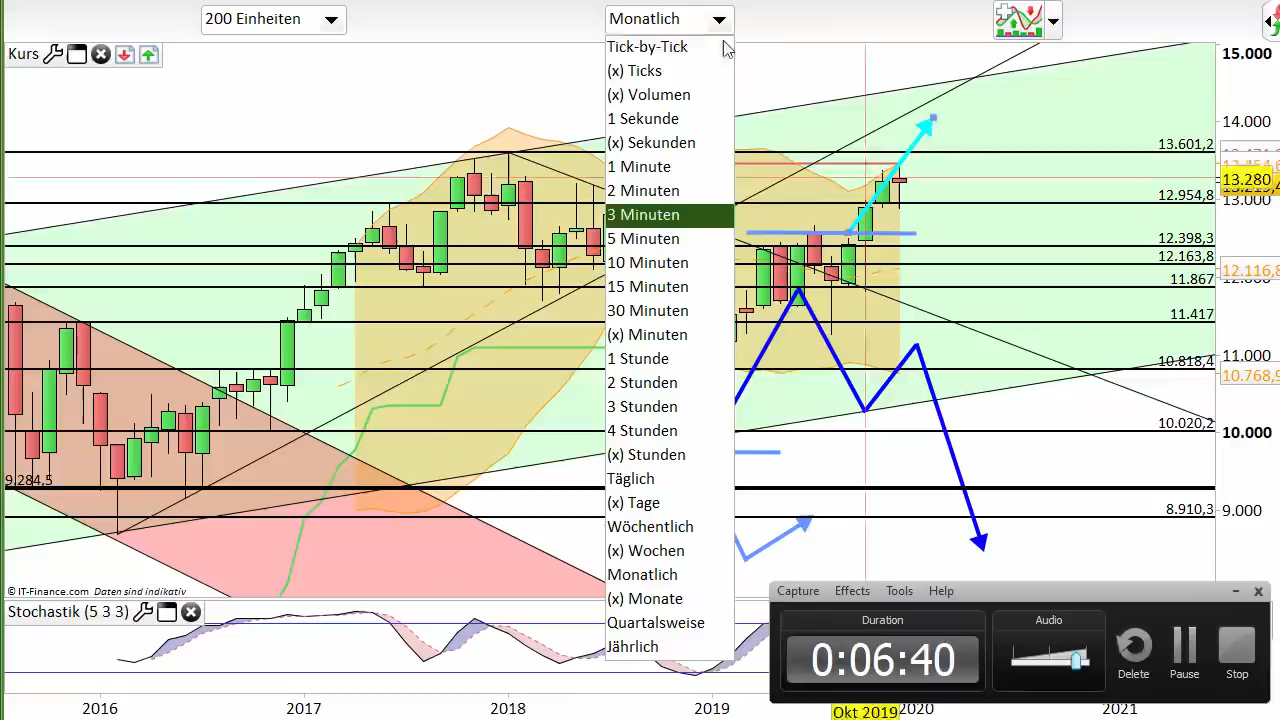 200 Einheiten
Monatlich
Kurs
Tick-by-Tick
(x) Ticks
(x) Volumen
1 Sekunde
(x) Sekunden
1 Minute
2 Minuten
3 Minuten
5 Minuten
10 Minuten
15 Minuten
30 Minuten
(x) Minuten
1 Stunde
2 Stunden
3 Stunden
4 Stunden
(x) Stunden
Täglich
(x) Tage
Wöchentlich
(x) Wochen
Monatlich
(x) Monate
Quartalsweise
Jährlich
15.000
14.000
13.601,2
13.280
12.954,8
13.000
12.398,3
12.163,8
12.116,8
11.867
11.417
11.000
10.818,4
10.768,9
10.020,2
10.000
9.284,5
8.910,3
9.000
© IT-Finance.com Daten sind indikativ
Stochastik (5 3 3)
Capture Effects Tools Help
Duration
0:06:40
Audio
Delete
Pause
Stop
2016
2017
2018
2019
Okt 2019
2020
2021